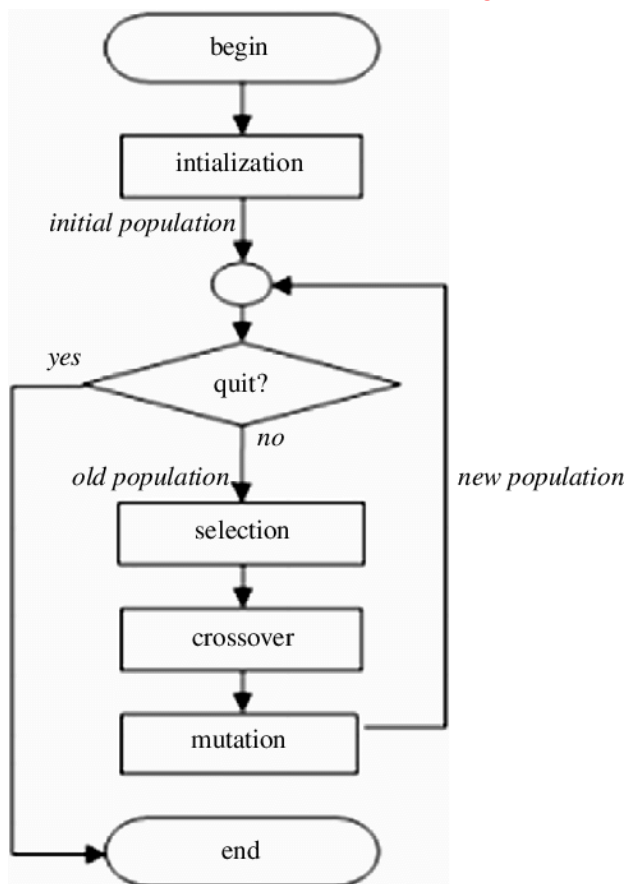 begin
intialization
initial population
yes
quit?
no
old population
new population
selection
crossover
mutation
end